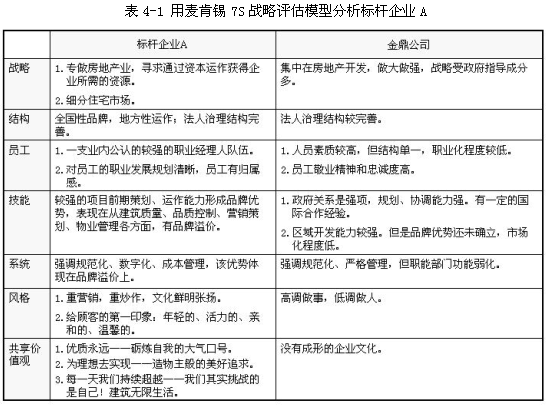 表 4-1 用麦肯锡 7S 战略评估模型分析标杆企业 A
标杆企业A
金鼎公司
战略
1.专做房地产业，寻求通过资本运作获得企
业所需的资源。
2.细分住宅市场。
集中在房地产开发，做大做强，战略受政府指导成分
多。
结构
全国性品牌，地方性运作；法人治理结构完
善。
法人治理结构较完善。
员工
1.一支业内公认的较强的职业经理人队伍。
2.对员工的职业发展规划清晰，员工有归属
感。
1.人员素质较高，但结构单一，职业化程度较低。
2.员工敬业精神和忠诚度高。
技能
较强的项目前期策划、运作能力形成品牌优
势，表现在从建筑质量、品质控制、营销策
划、物业管理各方面，有品牌溢价。
1.政府关系是强项，规划、协调能力强。有一定的国
际合作经验。
2.区域开发能力较强。但是品牌优势还未确立，市场
化程度低。
系统
强调规范化、数字化、成本管理，该优势体
现在品牌溢价上。
强调规范化、严格管理，但职能部门功能弱化。
风格
1.重营销，重炒作，文化鲜明张扬。
2.给顾客的第一印象：年轻的、活力的、亲
和的、温馨的。
高调做事，低调做人。
共享价
值观
1.优质永远——砺炼自我的大气口号。
2.为理想去实现——造物主般的美好追求。
3.每一天我们持续超越——我们其实挑战的
是自己！建筑无限生活。
没有成形的企业文化。